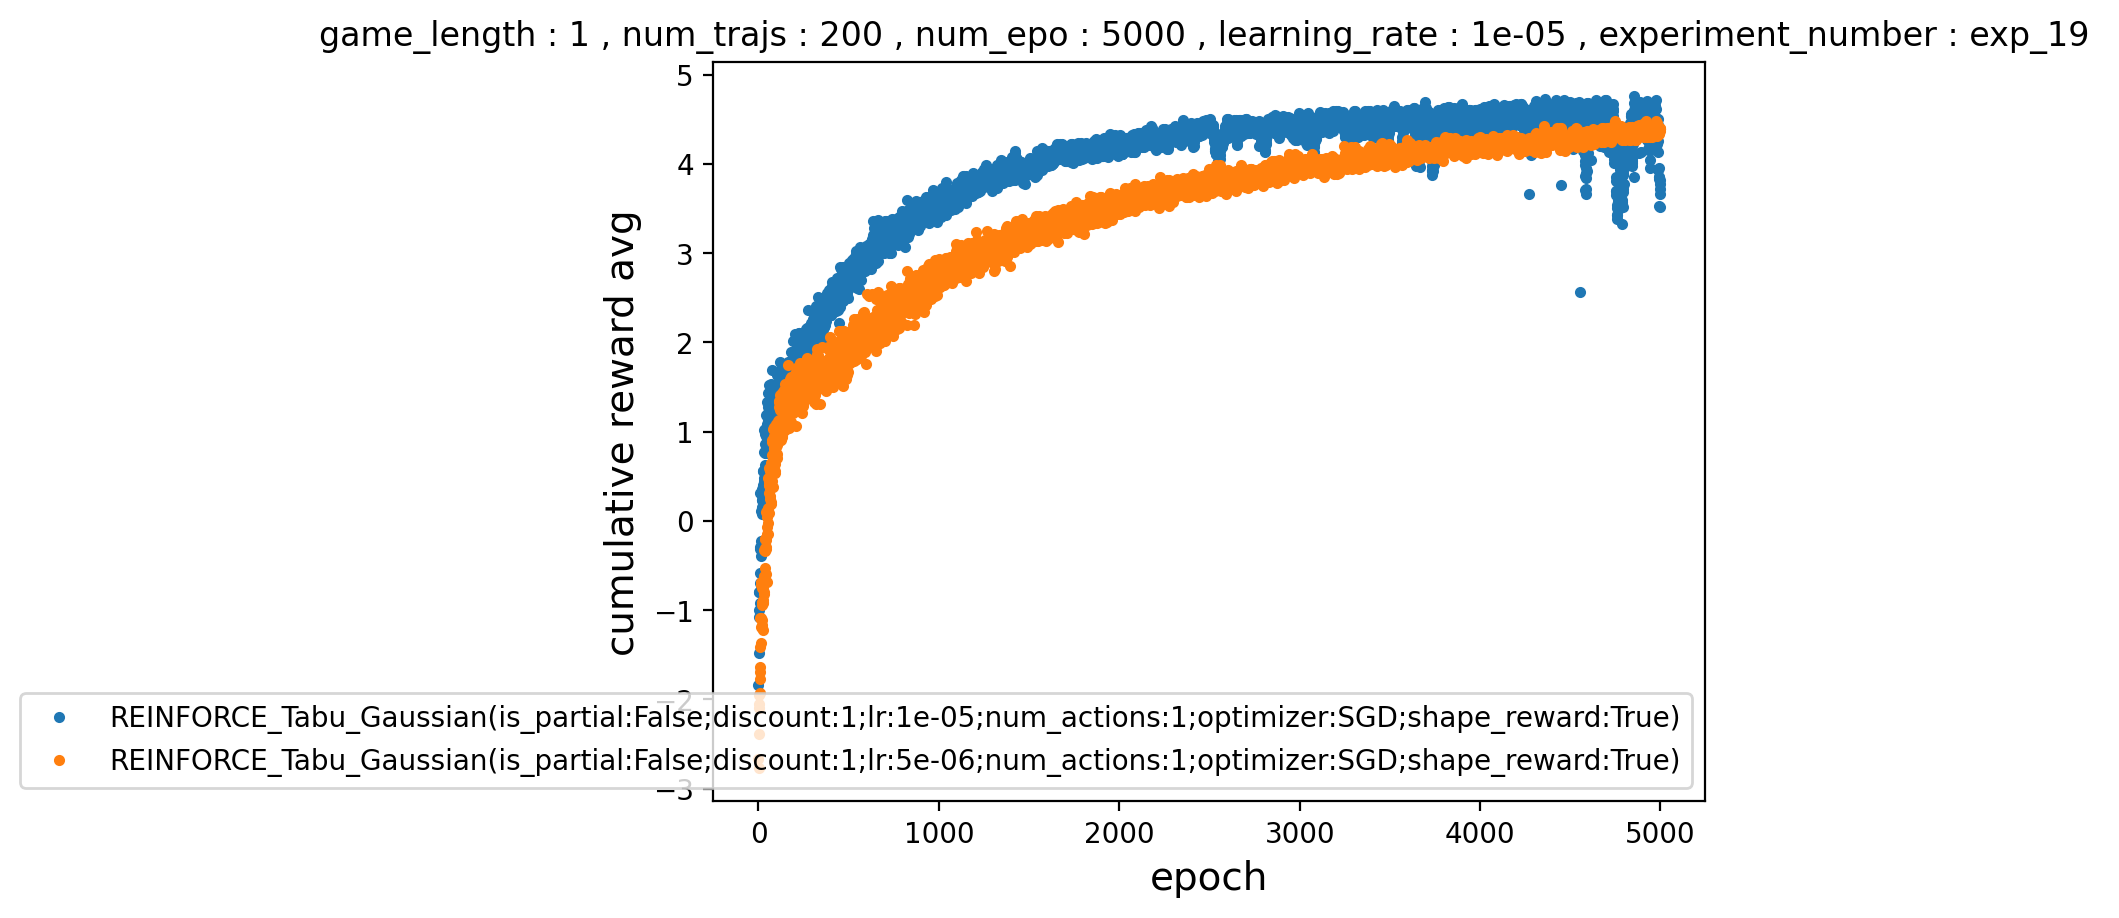 game_length : 1 , num_trajs : 200 , num_epo : 5000 , learning_rate : 1e-05 , experiment_number : exp_19
5
4
3
2
1
0
−1
−2
−3
cumulative reward avg
REINFORCE_Tabu_Gaussian(is_partial:False;discount:1;lr:1e-05;num_actions:1;optimizer:SGD;shape_reward:True)
REINFORCE_Tabu_Gaussian(is_partial:False;discount:1;lr:5e-06;num_actions:1;optimizer:SGD;shape_reward:True)
0 1000 2000 3000 4000 5000
epoch